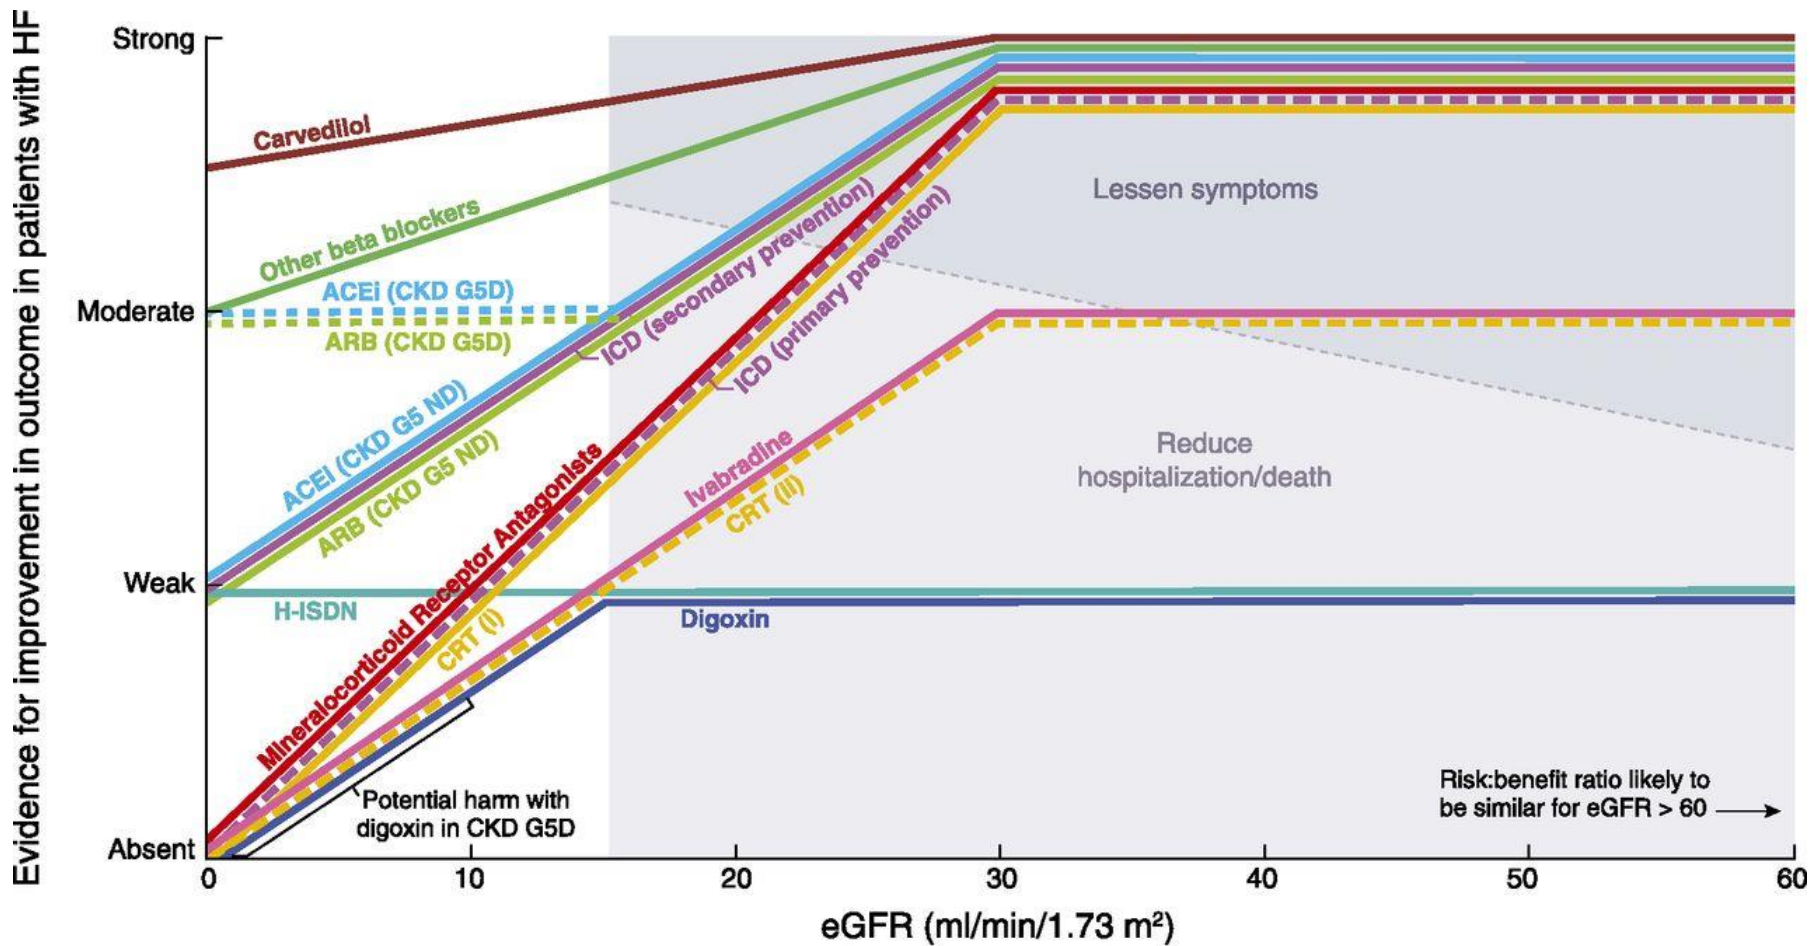 Evidence for improvement in outcome in patients with HF
Strong
Moderate
Weak
Absent
Carvedilol
Other beta blockers
ACEi (CKD G5D)
ARB (CKD G5D)
ICD (secondary prevention)
ICD (primary prevention)
ACEi (CKD G5 ND)
ARB (CKD G5 ND)
Mineralocorticoid Receptor Antagonists
CRT (I)
H-ISDN
Ivabradine
CRT (II)
Digoxin
Lessen symptoms
Reduce
hospitalization/death
Potential harm with
digoxin in CKD G5D
Risk:benefit ratio likely to
be similar for eGFR > 60
0
10
20
30
40
50
60
eGFR (ml/min/1.73 m²)